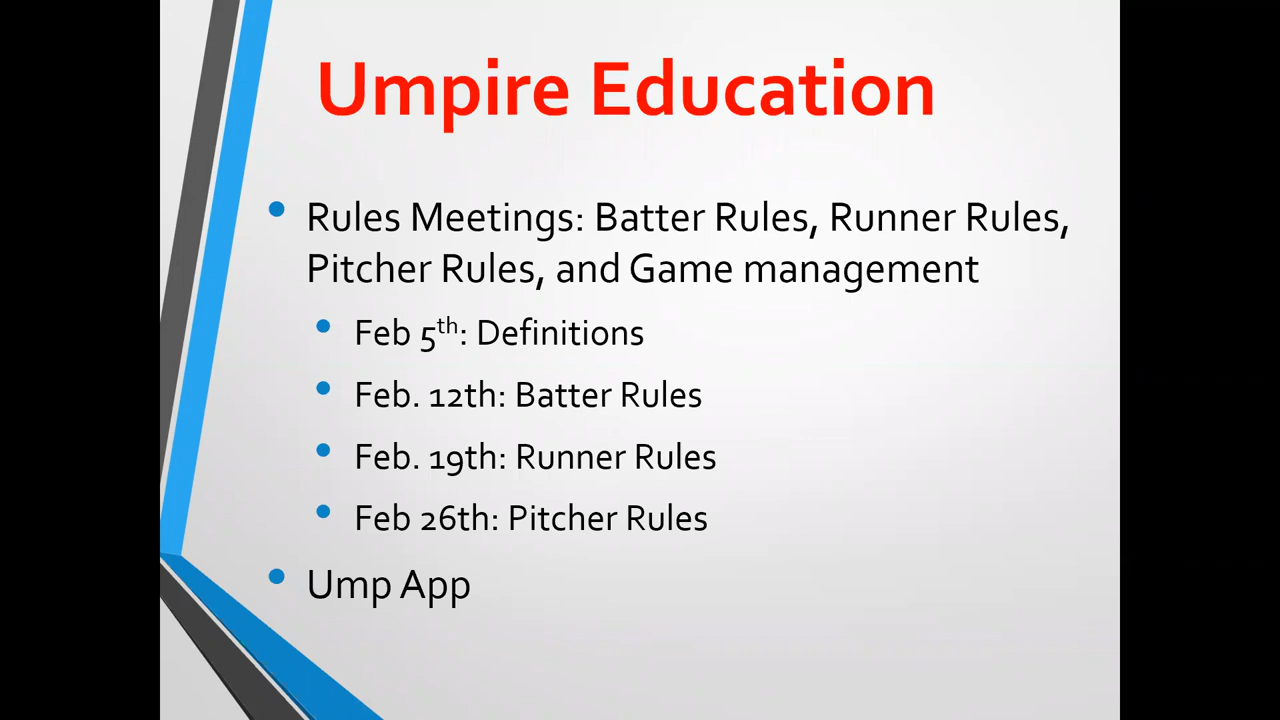 Umpire Education
Rules Meetings: Batter Rules, Runner Rules,
Pitcher Rules, and Game management
Feb 5th: Definitions
Feb. 12th: Batter Rules
Feb. 19th: Runner Rules
Feb 26th: Pitcher Rules
Ump App